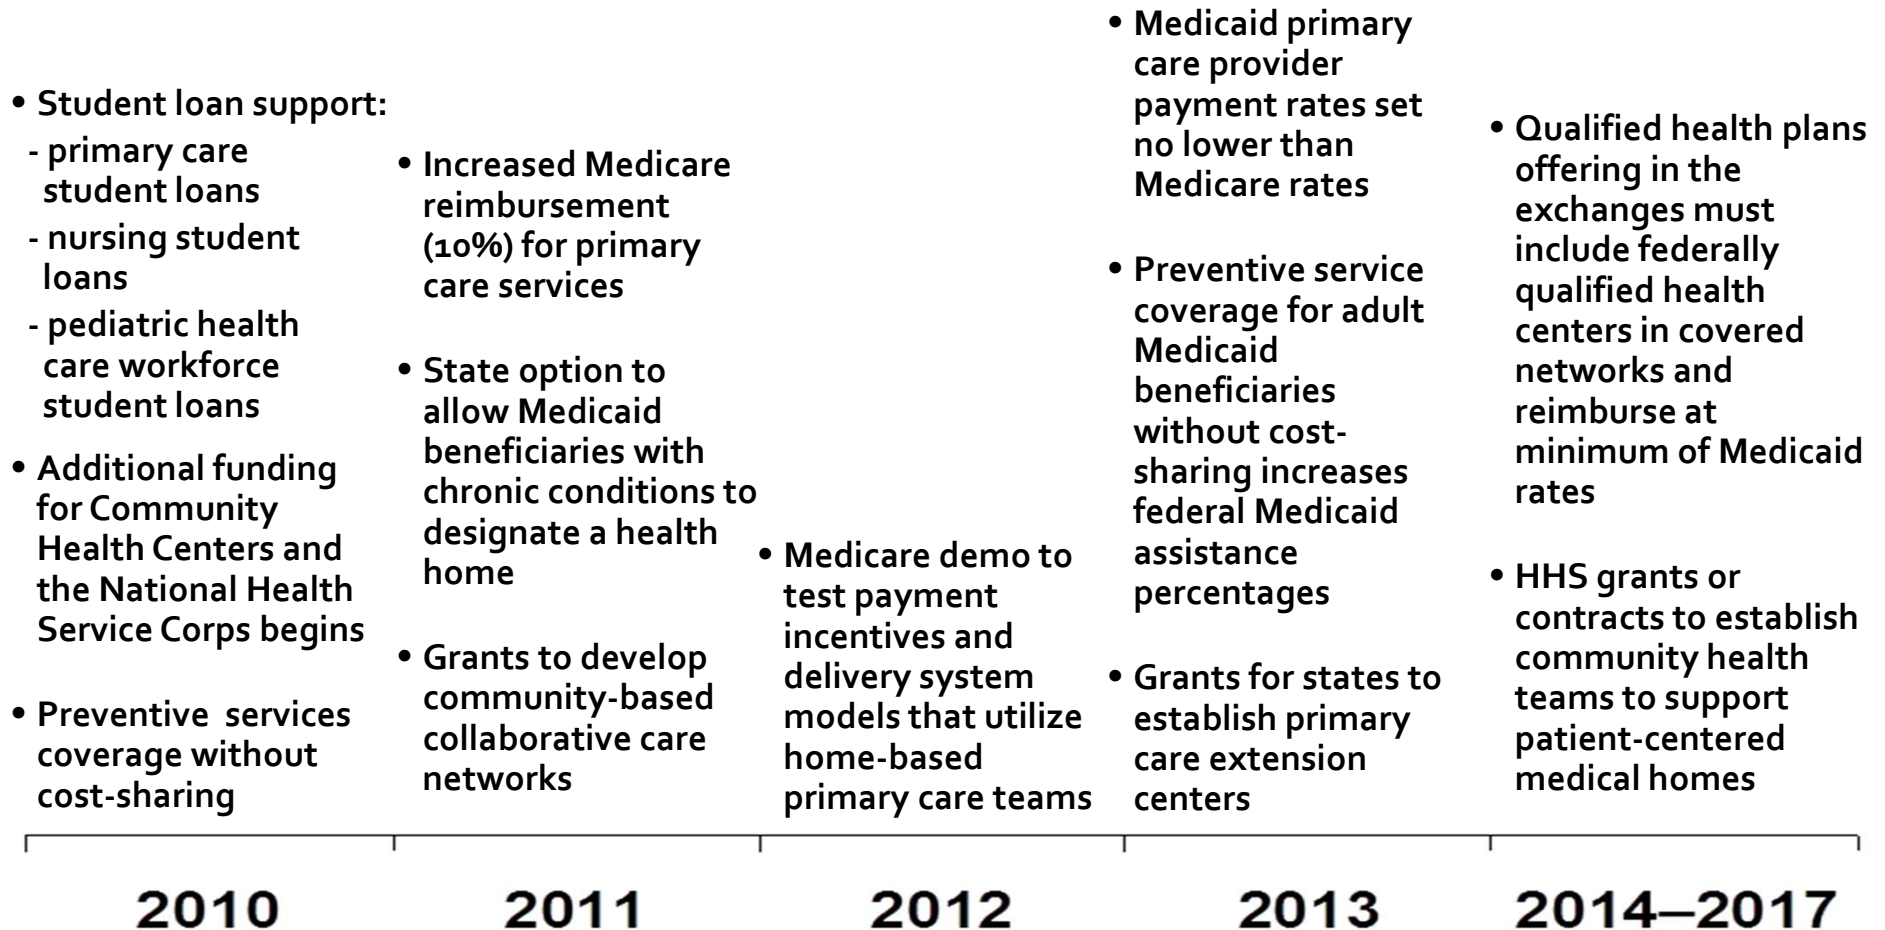 • Student loan support:
- primary care
student loans
- nursing student
loans
- pediatric health
care workforce
student loans
• Additional funding
for Community
Health Centers and
the National Health
Service Corps begins
• Preventive services
coverage without
cost-sharing
2010
• Increased Medicare
reimbursement
(10%) for primary
care services
• State option to
allow Medicaid
beneficiaries with
chronic conditions to
designate a health
home
• Grants to develop
community-based
collaborative care
networks
2011
• Medicare demo to
test payment
incentives and
delivery system
models that utilize
home-based
primary care teams
2012
• Medicaid primary
care provider
payment rates set
no lower than
Medicare rates
• Preventive service
coverage for adult
Medicaid
beneficiaries
without cost-
sharing increases
federal Medicaid
assistance
percentages
• Grants for states to
establish primary
care extension
centers
2013
• Qualified health plans
offering in the
exchanges must
include federally
qualified health
centers in covered
networks and
reimburse at
minimum of Medicaid
rates
• HHS grants or
contracts to establish
community health
teams to support
patient-centered
medical homes
2014–2017